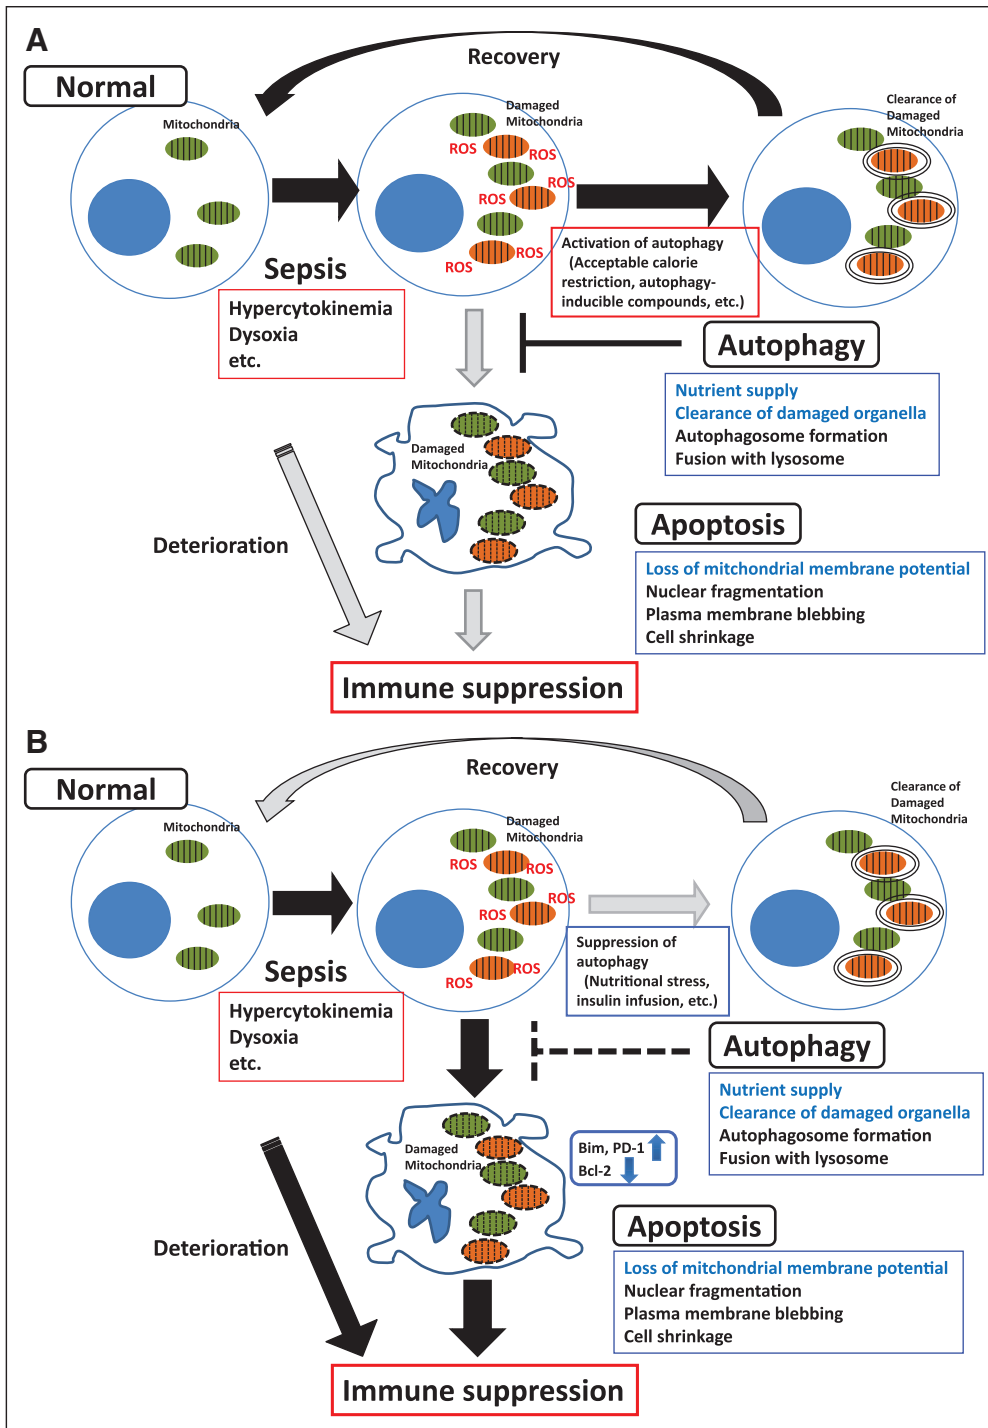 A
Recovery
Normal
Mitochondria
Damaged
Mitochondria
ROS
ROS
ROS
ROS
ROS
ROS
Clearance of
Damaged
Mitochondria
Sepsis
Hypercytokinemia
Dysoxia
etc.
Activation of autophagy
(Acceptable calorie
restriction, autophagy-
inducible compounds, etc.)
Autophagy
Nutrient supply
Clearance of damaged organella
Autophagosome formation
Fusion with lysosome
Damaged
Mitochondria
Deterioration
Apoptosis
Loss of mitchondrial membrane potential
Nuclear fragmentation
Plasma membrane blebbing
Cell shrinkage
Immune suppression
B
Recovery
Normal
Mitochondria
Damaged
Mitochondria
ROS
ROS
ROS
ROS
ROS
ROS
Clearance of
Damaged
Mitochondria
Sepsis
Hypercytokinemia
Dysoxia
etc.
Suppression of
autophagy
(Nutritional stress,
insulin infusion, etc.)
Autophagy
Nutrient supply
Clearance of damaged organella
Autophagosome formation
Fusion with lysosome
Damaged
Mitochondria
Bim, PD-1
Bcl-2
Deterioration
Apoptosis
Loss of mitchondrial membrane potential
Nuclear fragmentation
Plasma membrane blebbing
Cell shrinkage
Immune suppression